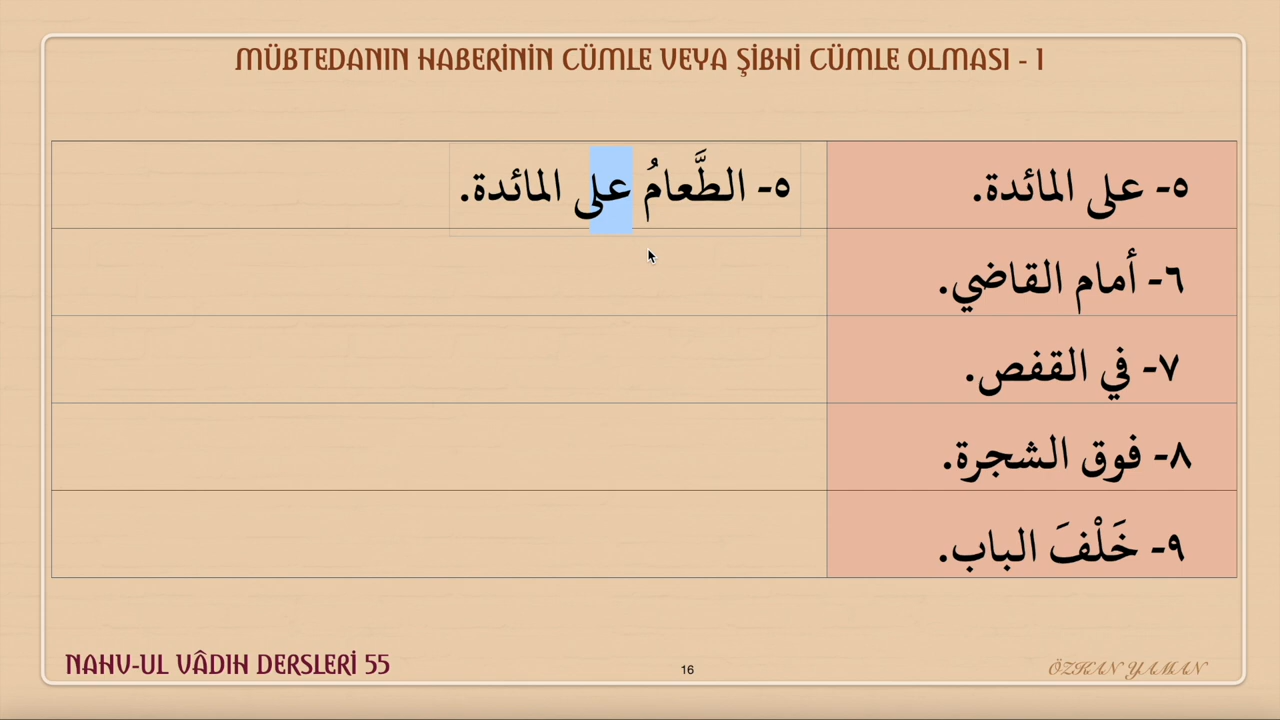 MÜBTEDANIN HABERİNİN CÜMLE VEYA ŞİBHİ CÜMLE OLMASI - I
٥- على المائدة.
٥- الطَّعامُ على المائدة.
٦- أمام القاضي.
٧- في القفص.
٨- فوق الشجرة.
٩- خَلْفَ الباب.
NAHV-UL VÂDIH DERSLERİ 55
16
ÖZKAN YAMAN